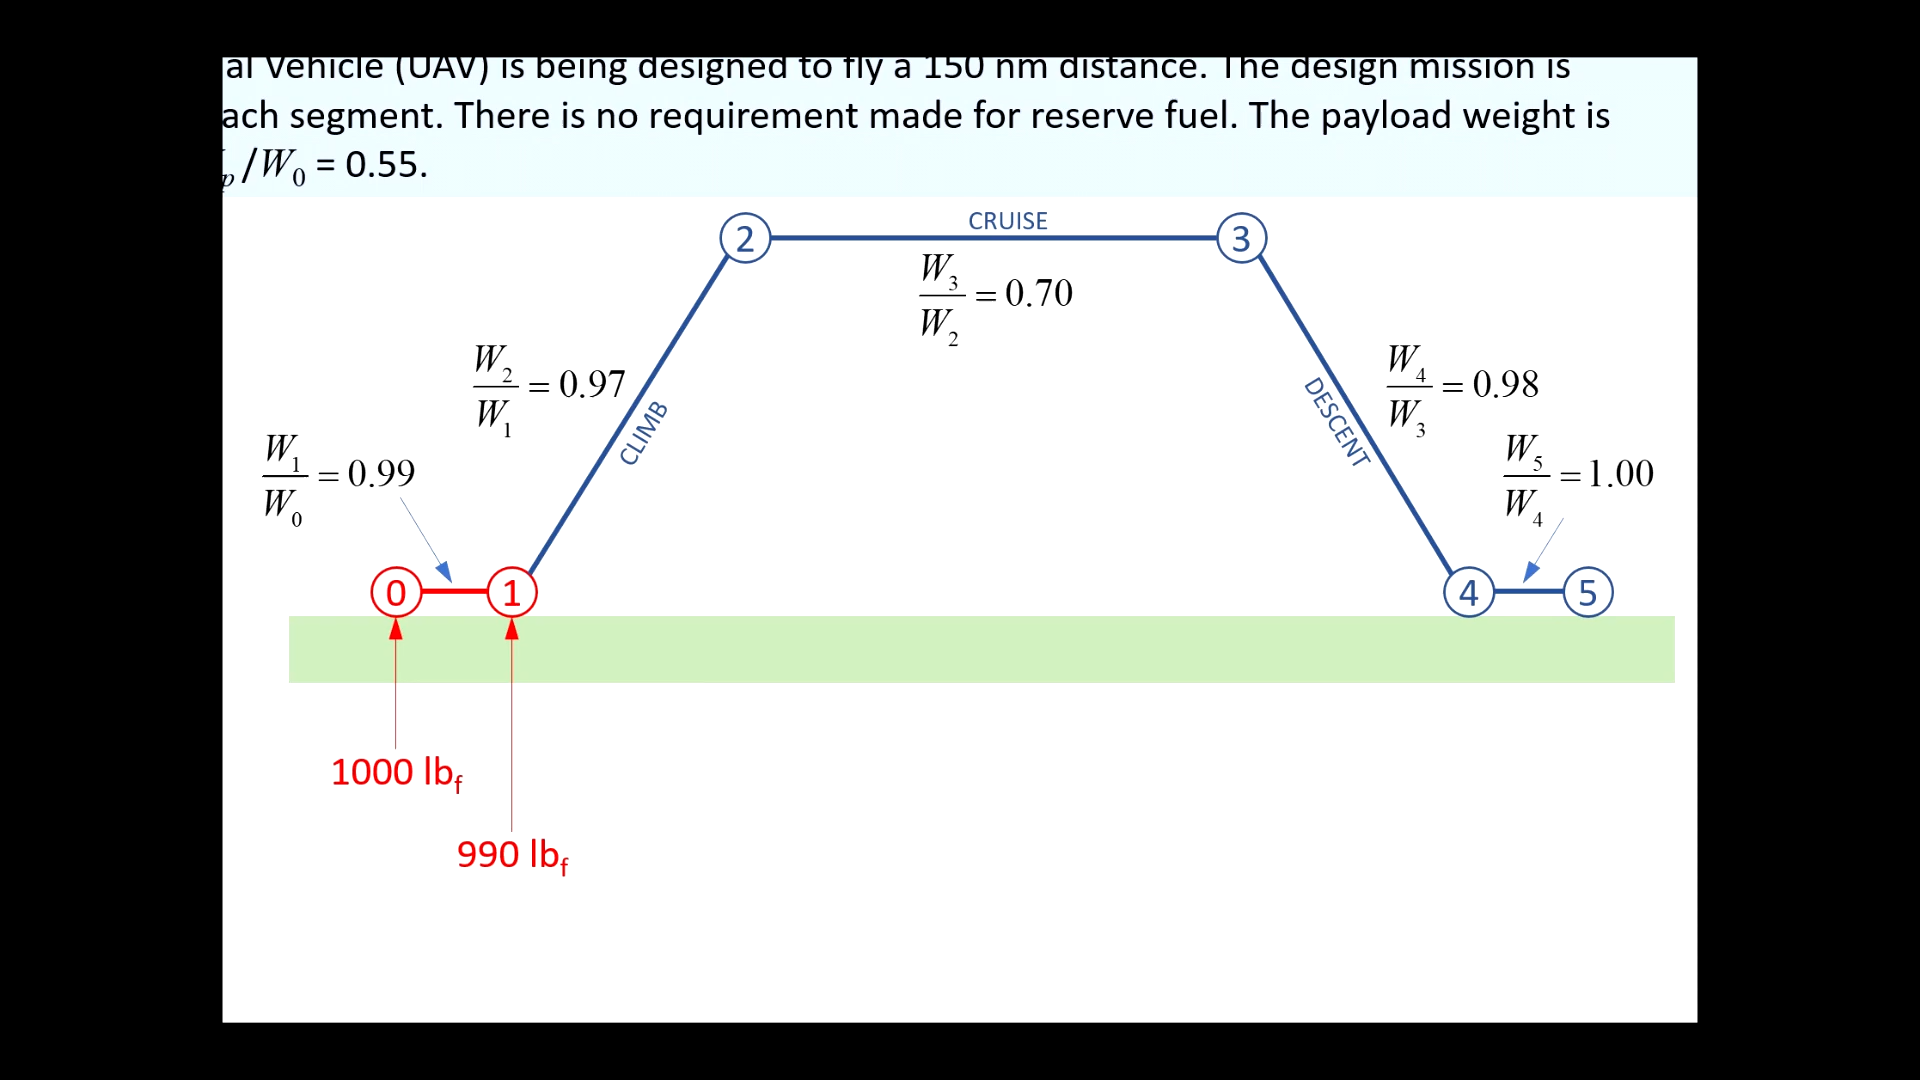 al Vehicle (UAV) is being designed to fly a 150 nm distance. The design mission is
ach segment. There is no requirement made for reserve fuel. The payload weight is
p/W0 = 0.55.
2
CRUISE
3
W3/W2 = 0.70
W2/W1 = 0.97
CLIMB
DESCENT
W4/W3 = 0.98
W1/W0 = 0.99
W5/W4 = 1.00
0
1
4
5
1000 lbf
990 lbf